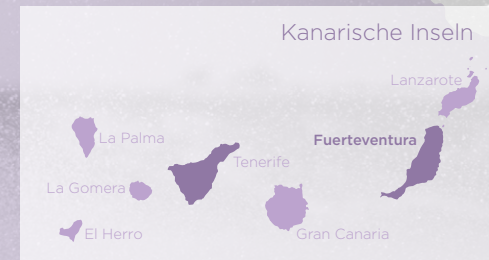 Kanarische Inseln
Lanzarote
La Palma
Fuerteventura
Tenerife
La Gomera
El Herro
Gran Canaria